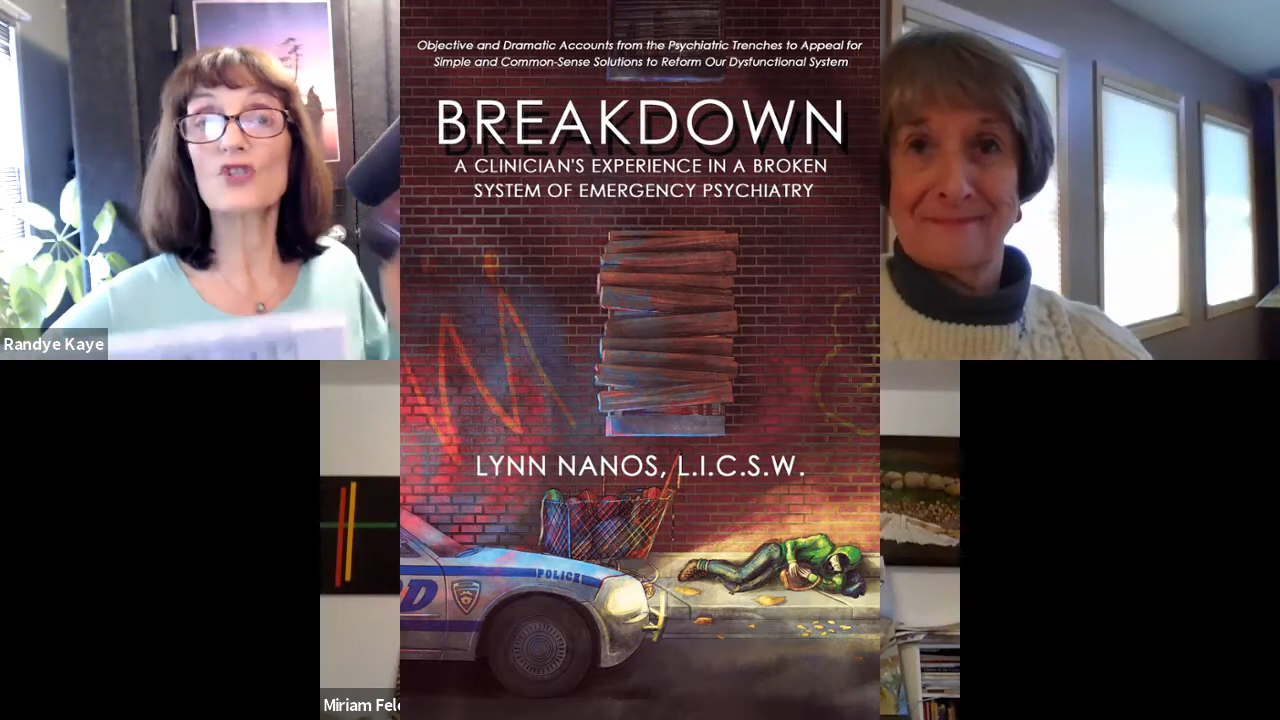 Objective and Dramatic Accounts from the Psychiatric Trenches to Appeal for
Simple and Common-Sense Solutions to Reform Our Dysfunctional System
BREAKDOWN
A CLINICIAN'S EXPERIENCE IN A BROKEN
SYSTEM OF EMERGENCY PSYCHIATRY
Randye Kaye
LYNN NANOS, L.I.C.S.W.
POLICE
D
Miriam Fel